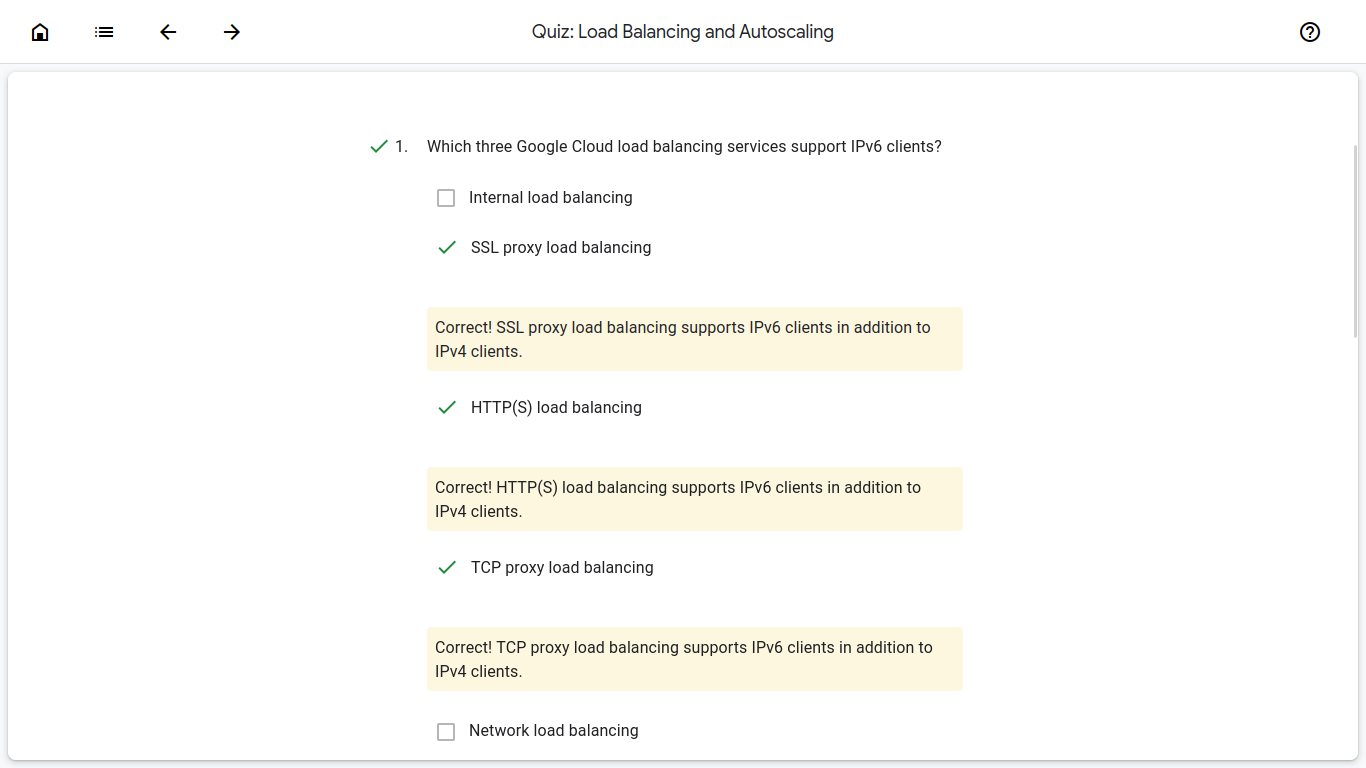 Quiz: Load Balancing and Autoscaling
1. Which three Google Cloud load balancing services support IPv6 clients?
Internal load balancing
SSL proxy load balancing
Correct! SSL proxy load balancing supports IPv6 clients in addition to
IPv4 clients.
HTTP(S) load balancing
Correct! HTTP(S) load balancing supports IPv6 clients in addition to
IPv4 clients.
TCP proxy load balancing
Correct! TCP proxy load balancing supports IPv6 clients in addition to
IPv4 clients.
Network load balancing